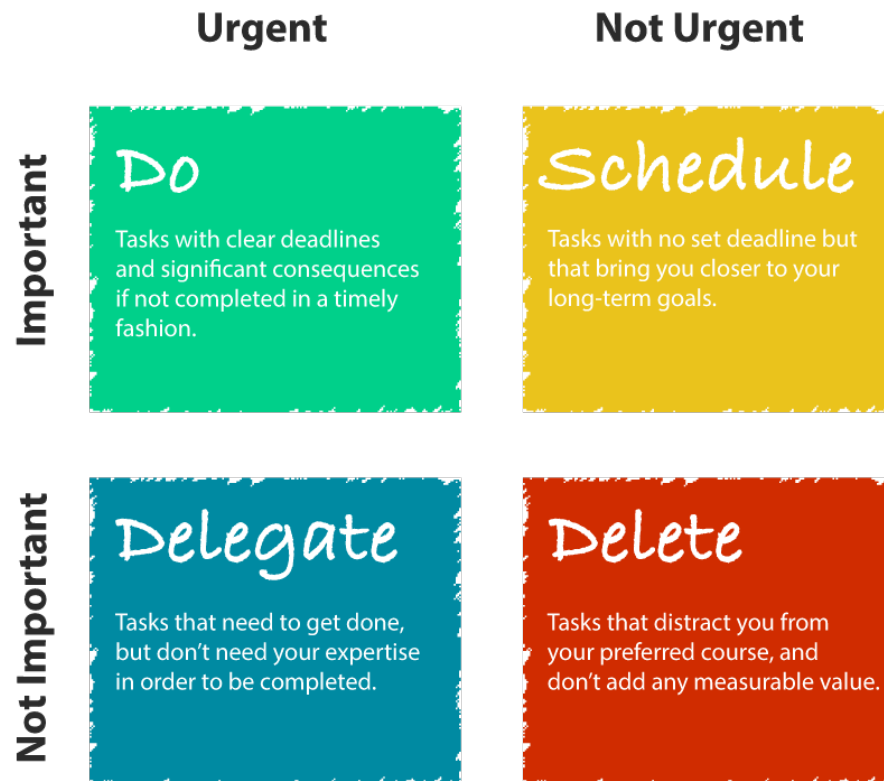 Urgent
Not Urgent
Important
Do
Tasks with clear deadlines
and significant consequences
if not completed in a timely
fashion.
Schedule
Tasks with no set deadline but
that bring you closer to your
long-term goals.
Not Important
Delegate
Tasks that need to get done,
but don’t need your expertise
in order to be completed.
Delete
Tasks that distract you from
your preferred course, and
don’t add any measurable value.